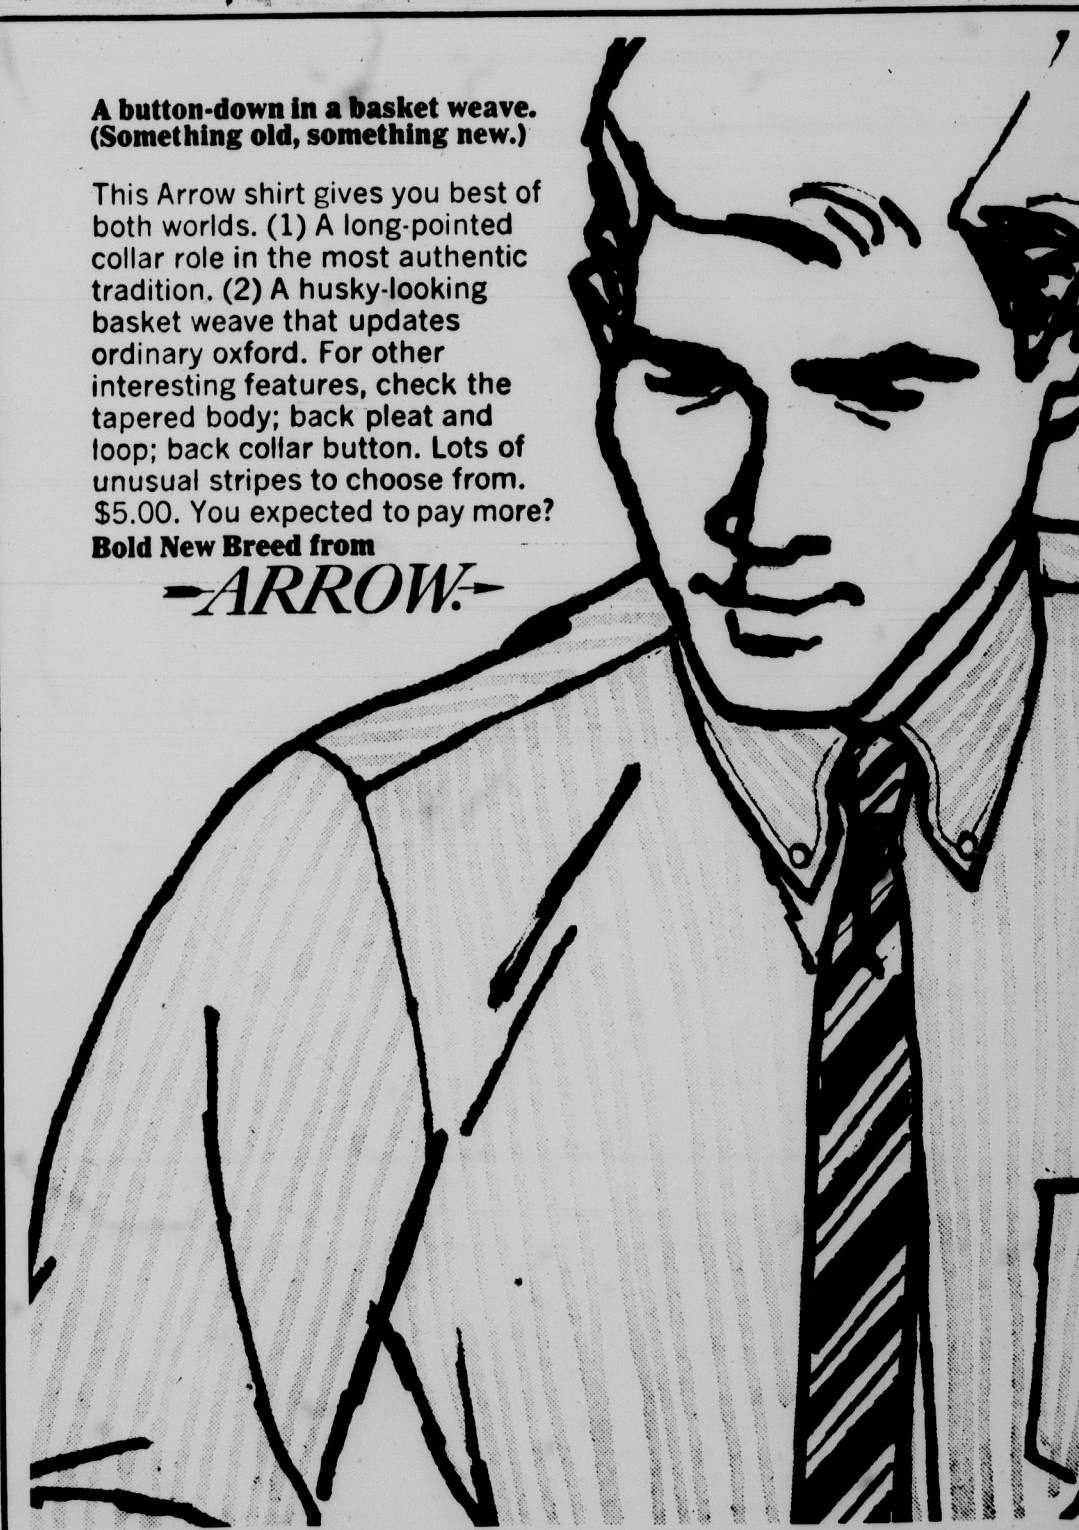 A button-down in a basket weave.
(Something old, something new.)
This Arrow shirt gives you best of
both worlds. (1) A long-pointed
collar role in the most authentic
tradition. (2) A husky-looking
basket weave that updates
ordinary oxford. For other
interesting features, check the
tapered body; back pleat and
loop; back collar button. Lots of
unusual stripes to choose from.
$5.00. You expected to pay more?
Bold New Breed from
ARROW.